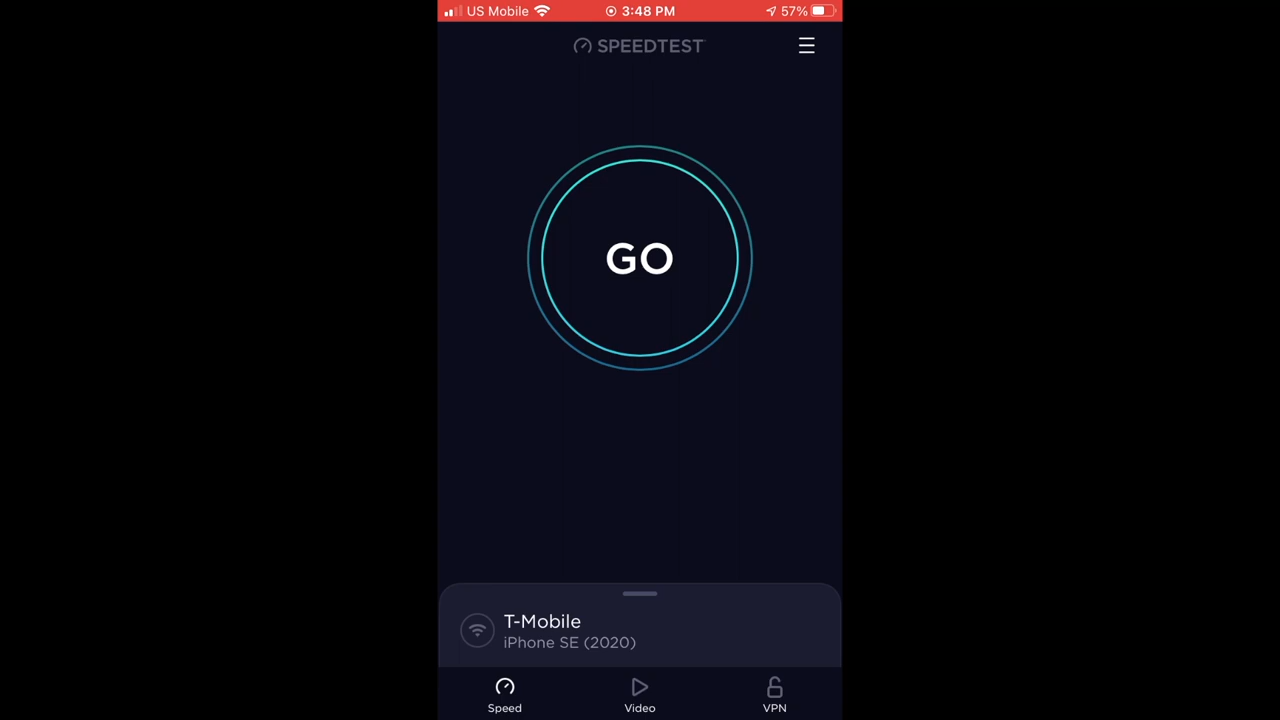 US Mobile 3:48 PM 57%
SPEEDTEST
GO
T-Mobile
iPhone SE (2020)
Speed Video VPN